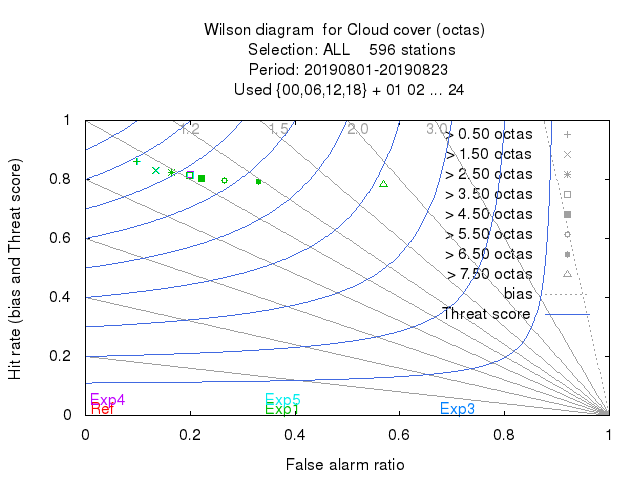 Wilson diagram  for Cloud cover (octas)
Selection: ALL    596 stations
Period: 20190801-20190823
Used {00,06,12,18} + 01 02 ... 24
1.2 1.5 2.0 3.0
> 0.50 octas
> 1.50 octas
> 2.50 octas
> 3.50 octas
> 4.50 octas
> 5.50 octas
> 6.50 octas
> 7.50 octas
bias
Threat score
Hit rate (bias and Threat score)
1
0.8
0.6
0.4
0.2
0
Exp4 Exp5
Ref Exp1 Exp3
0 0.2 0.4 0.6 0.8 1
False alarm ratio